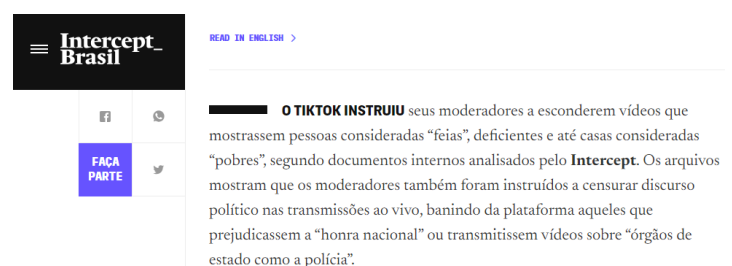 Intercept_
Brasil
READ IN ENGLISH >
FAÇA
PARTE
O TIKTOK INSTRUIU seus moderadores a esconderem vídeos que
mostrassem pessoas consideradas “feias”, deficientes e até casas consideradas
“pobres”, segundo documentos internos analisados pelo Intercept. Os arquivos
mostram que os moderadores também foram instruídos a censurar discurso
político nas transmissões ao vivo, banindo da plataforma aqueles que
prejudicassem a “honra nacional” ou transmitissem vídeos sobre “órgãos de
estado como a polícia”.